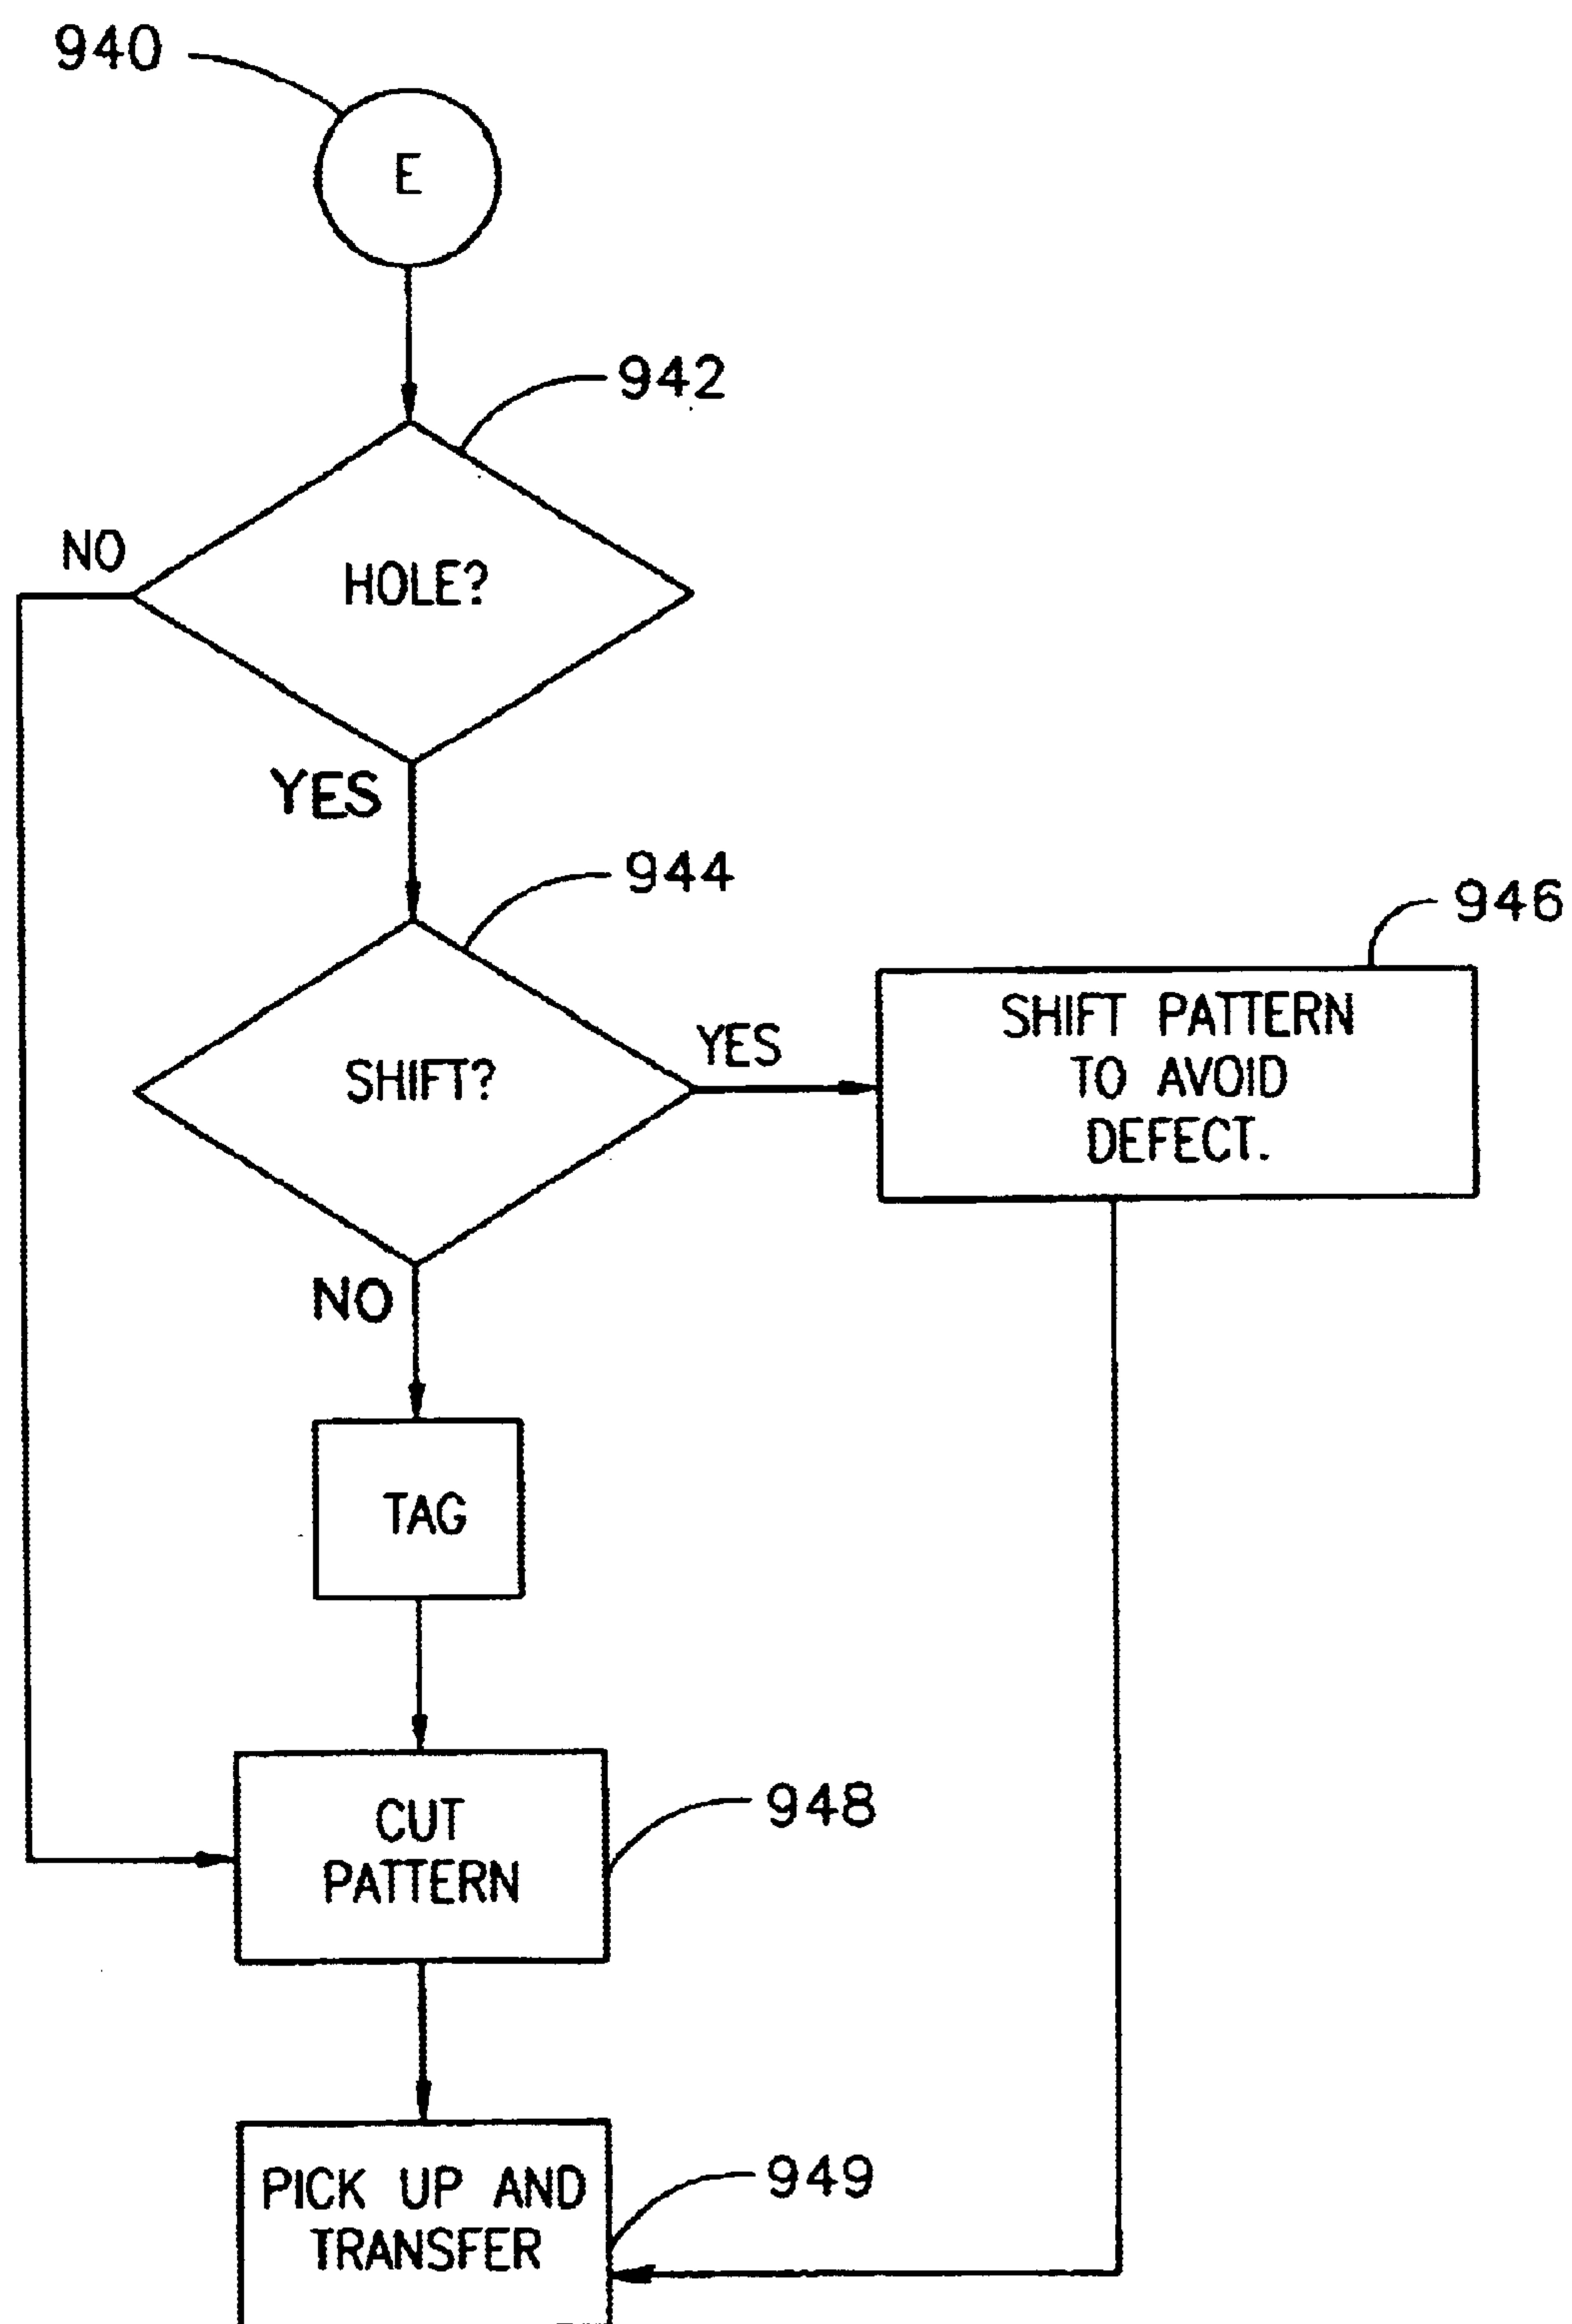 940
E
942
NO
HOLE?
YES
944
946
SHIFT PATTERN
TO AVOID
DEFECT.
YES
SHIFT?
NO
TAG
CUT
PATTERN
948
PICK UP AND
TRANSFER
949